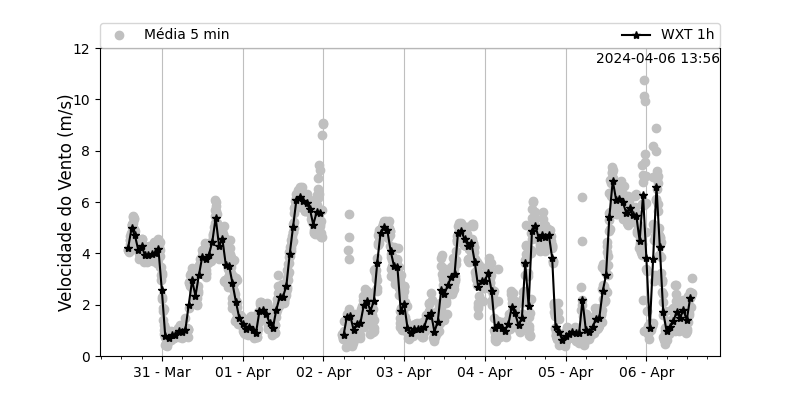 Média 5 min WXT 1h
2024-04-06 13:56
Velocidade do Vento (m/s)
12
10
8
6
4
2
0
31 - Mar 01 - Apr 02 - Apr 03 - Apr 04 - Apr 05 - Apr 06 - Apr